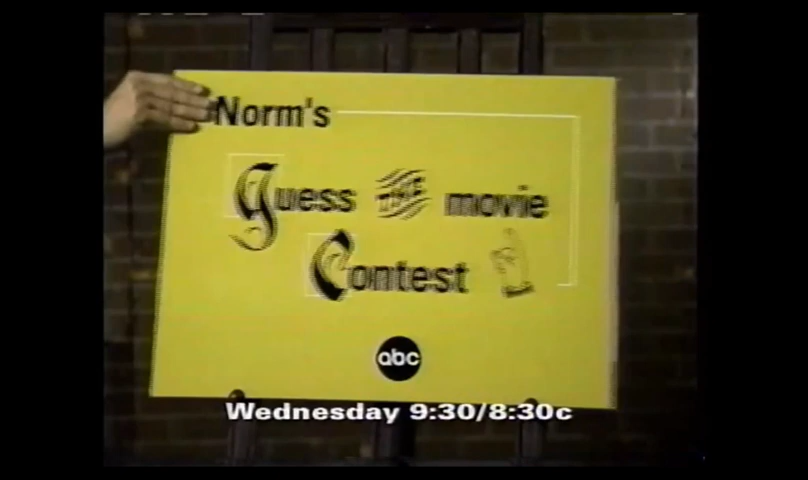 Norm's
Guess THE movie
Contest
abc
Wednesday 9:30/8:30c